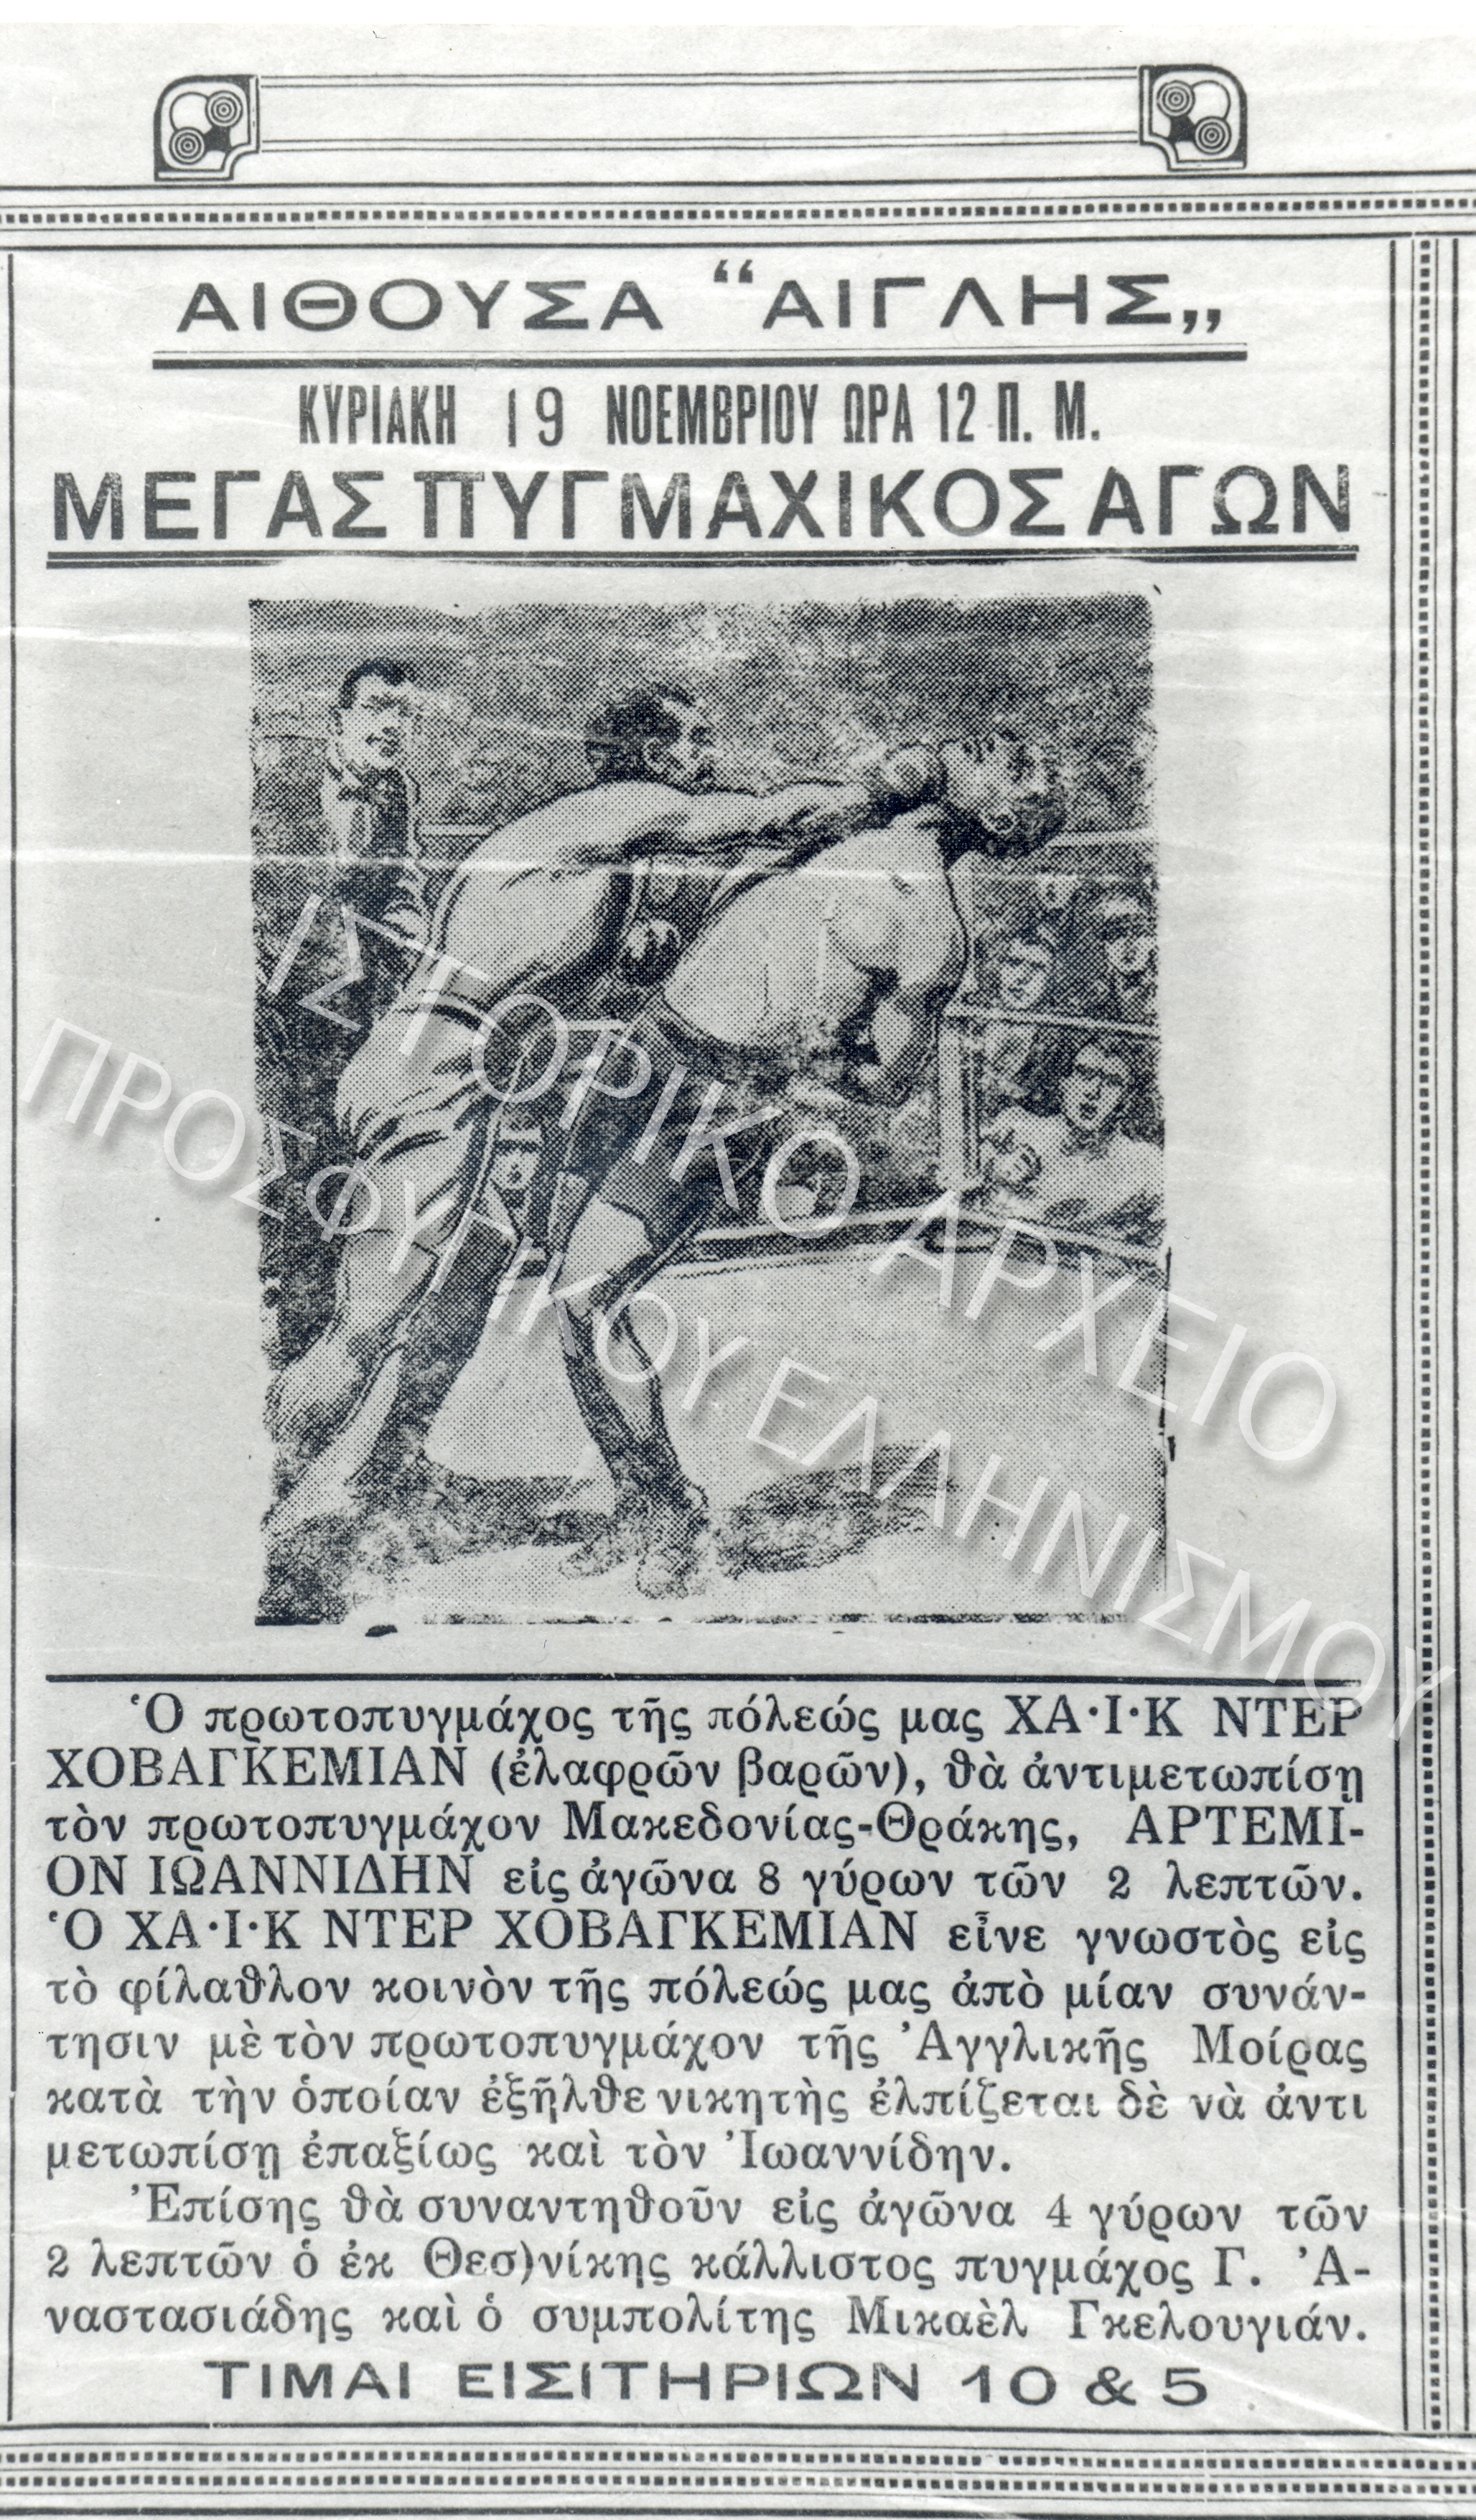 ΑΙΘΟΥΣΑ “ΑΙΓΛΗΣ„
ΚΥΡΙΑΚΗ 19 ΝΟΕΜΒΡΙΟΥ ΩΡΑ 12 Π. Μ.
ΜΕΓΑΣ ΠΥΓΜΑΧΙΚΟΣ ΑΓΩΝ
ΙΣΤΟΡΙΚΟ ΑΡΧΕΙΟ
ΠΡΟΣΦΥΓΙΚΟΥ ΕΛΛΗΝΙΣΜΟΥ
Ὁ πρωτοπυγμάχος τῆς πόλεώς μας ΧΑ·Ι·Κ ΝΤΕΡ
ΧΟΒΑΓΚΕΜΙΑΝ (ἐλαφρῶν βαρῶν), θὰ ἀντιμετωπίσῃ
τὸν πρωτοπυγμάχον Μακεδονίας-Θράκης, ΑΡΤΕΜΙ-
ΟΝ ΙΩΑΝΝΙΔΗΝ εἰς ἀγῶνα 8 γύρων τῶν 2 λεπτῶν.
Ὁ ΧΑ·Ι·Κ ΝΤΕΡ ΧΟΒΑΓΚΕΜΙΑΝ εἶνε γνωστὸς εἰς
τὸ φίλαθλον κοινὸν τῆς πόλεώς μας ἀπὸ μίαν συνάν-
τησιν μὲ τὸν πρωτοπυγμάχον τῆς Ἀγγλικῆς Μοίρας
κατὰ τὴν ὁποίαν ἐξῆλθε νικητὴς ἐλπίζεται δὲ νὰ ἀντι
μετωπίσῃ ἐπαξίως καὶ τὸν Ἰωαννίδην.
Ἐπίσης θὰ συναντηθοῦν εἰς ἀγῶνα 4 γύρων τῶν
2 λεπτῶν ὁ ἐκ Θεσ)νίκης κάλλιστος πυγμάχος Γ. Ἀ-
ναστασιάδης καὶ ὁ συμπολίτης Μικαὲλ Γκελουγιάν.
ΤΙΜΑΙ ΕΙΣΙΤΗΡΙΩΝ 10 & 5